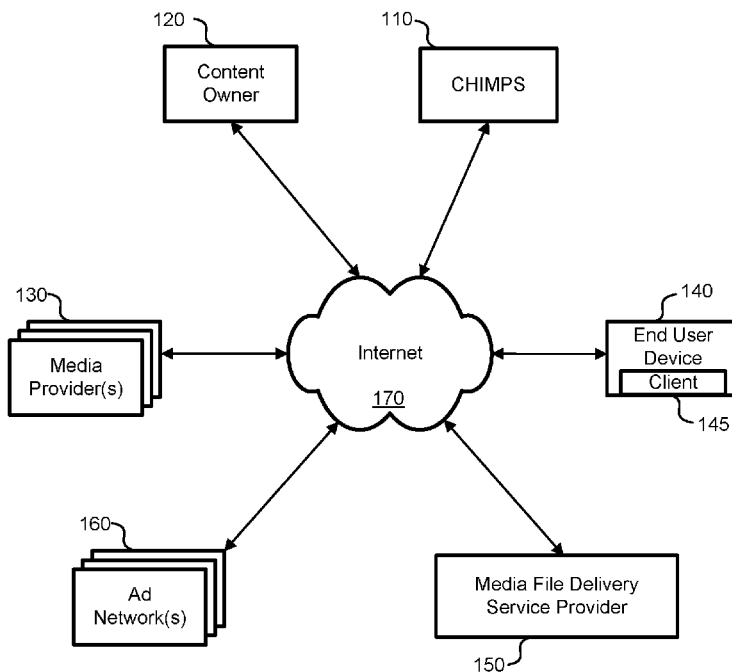 120
Content
Owner
110
CHIMPS
130
Media
Provider(s)
Internet
170
140
End User
Device
Client
145
160
Ad
Network(s)
Media File Delivery
Service Provider
150